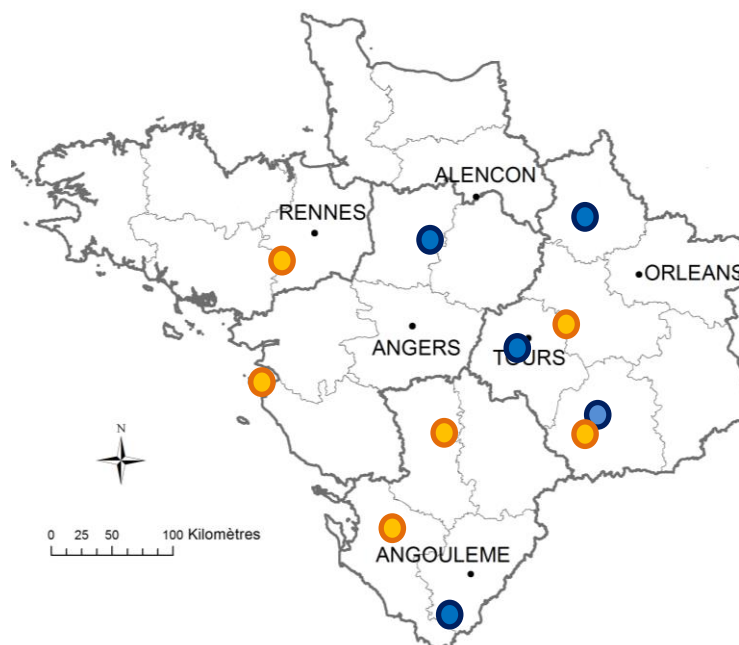 ALENCON
RENNES
ORLEANS
ANGERS
TOURS
N
0 25 50 100 Kilomètres
ANGOULEME